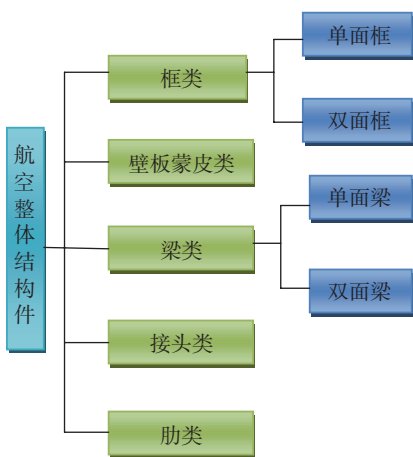 航空整体结构件
框类
单面框
双面框
壁板蒙皮类
梁类
单面梁
双面梁
接头类
肋类